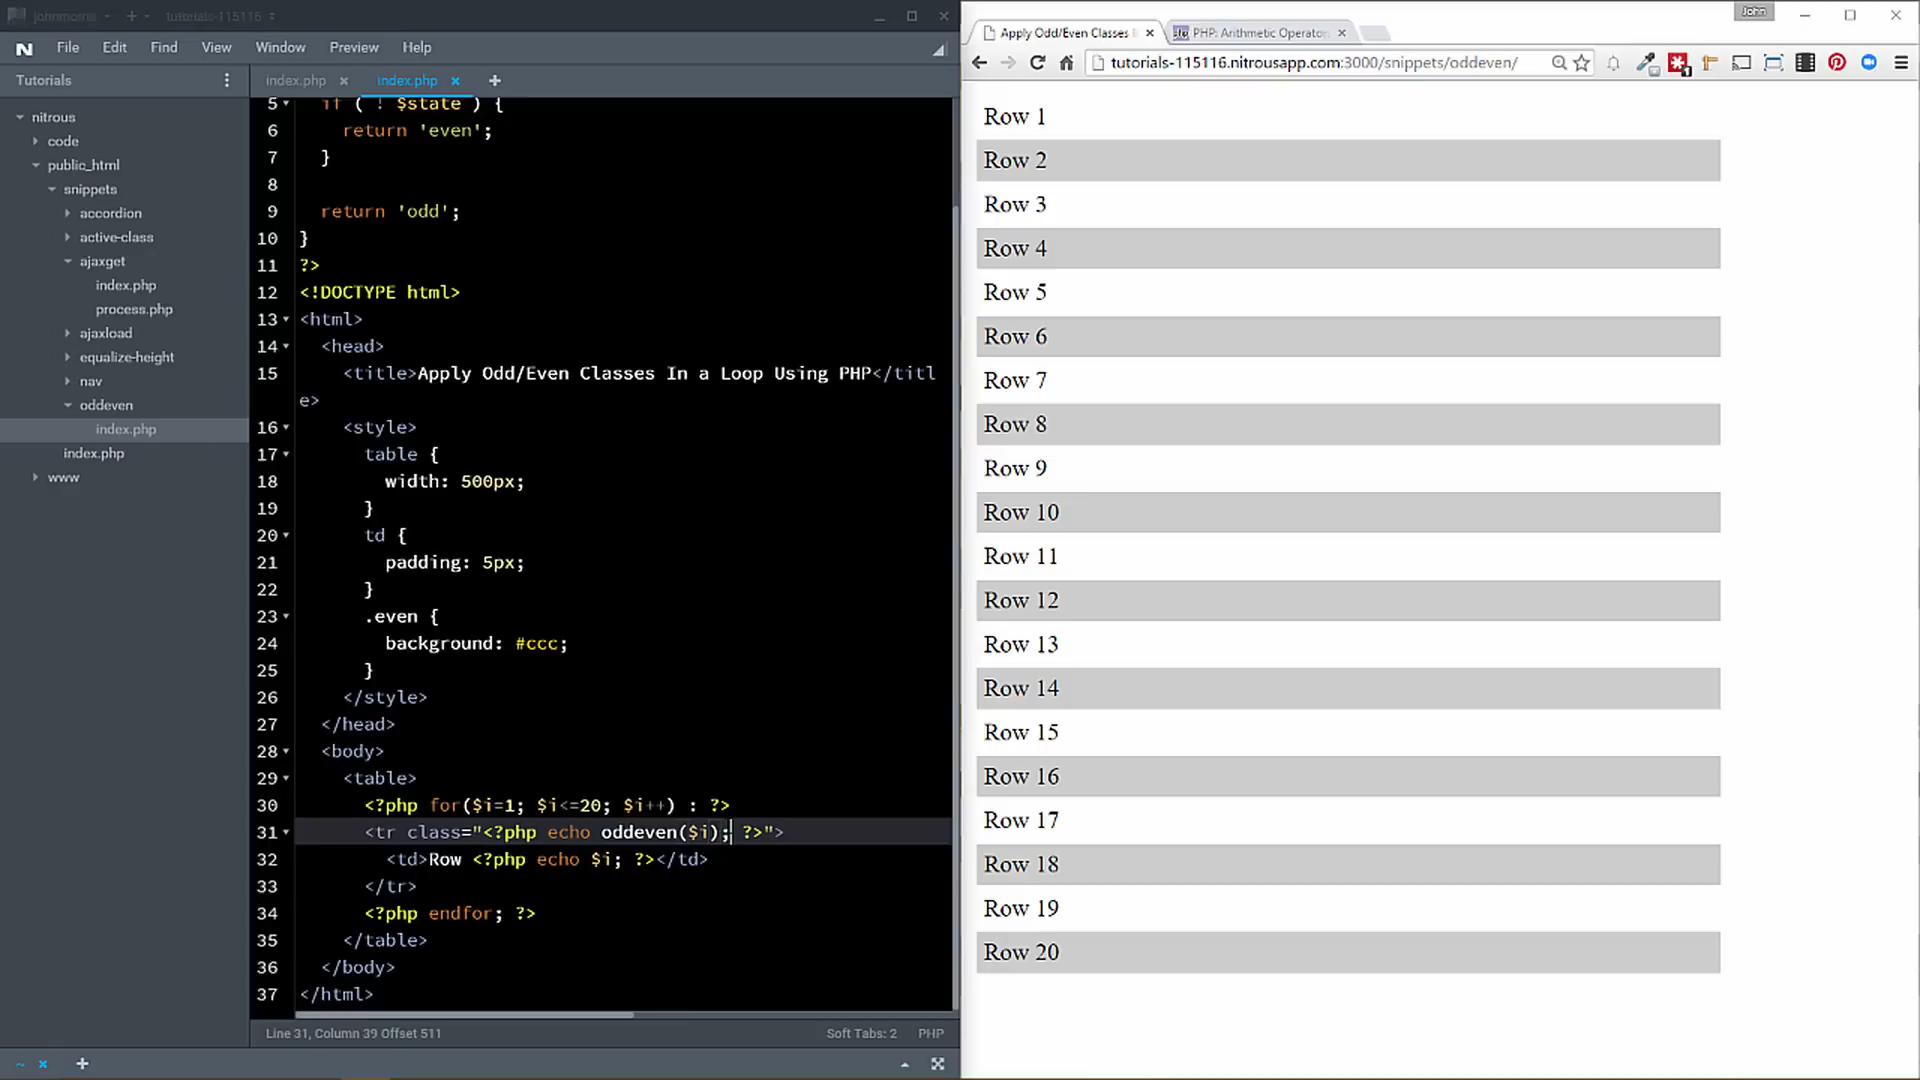 johnmorris
tutorials-115116
File Edit Find View Window Preview Help
Tutorials
nitrous
code
public_html
snippets
accordion
active-class
ajaxget
index.php
process.php
ajaxload
equalize-height
nav
oddeven
index.php
index.php
www
index.php index.php
5 if ( ! $state ) {
6 return 'even';
7 }
8
9 return 'odd';
10 }
11 ?>
12 <!DOCTYPE html>
13 <html>
14 <head>
15 <title>Apply Odd/Even Classes In a Loop Using PHP</titl
e>
16 <style>
17 table {
18 width: 500px;
19 }
20 td {
21 padding: 5px;
22 }
23 .even {
24 background: #ccc;
25 }
26 </style>
27 </head>
28 <body>
29 <table>
30 <?php for($i=1; $i<=20; $i++) : ?>
31 <tr class="<?php echo oddeven($i); ?>">
32 <td>Row <?php echo $i; ?></td>
33 </tr>
34 <?php endfor; ?>
35 </table>
36 </body>
37 </html>
Line 31, Column 39 Offset 511 Soft Tabs: 2 PHP
John
Apply Odd/Even Classes PHP: Arithmetic Operator
tutorials-115116.nitrousapp.com:3000/snippets/oddeven/
Row 1
Row 2
Row 3
Row 4
Row 5
Row 6
Row 7
Row 8
Row 9
Row 10
Row 11
Row 12
Row 13
Row 14
Row 15
Row 16
Row 17
Row 18
Row 19
Row 20